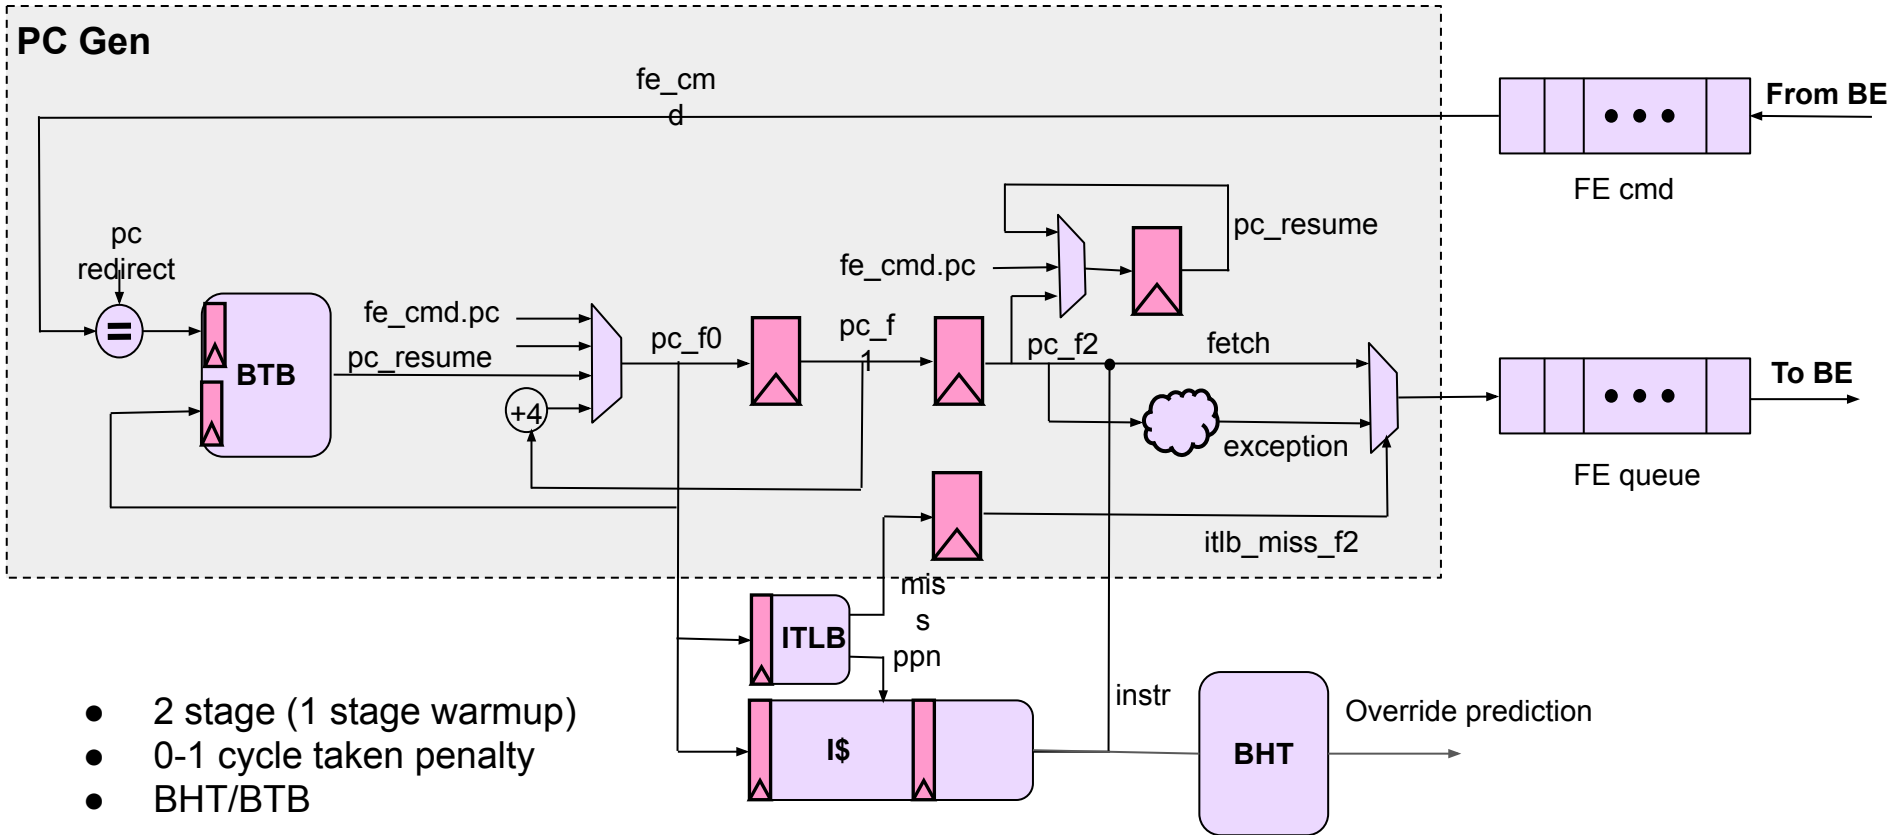 PC Gen
fe_cm
d
From BE
FE cmd
pc
redirect
=
BTB
fe_cmd.pc
pc_resume
+4
pc_f0
pc_f
1
fe_cmd.pc
pc_resume
pc_f2
fetch
exception
To BE
FE queue
itlb_miss_f2
mis
s
ppn
ITLB
I$
instr
BHT
Override prediction
● 2 stage (1 stage warmup)
● 0-1 cycle taken penalty
● BHT/BTB